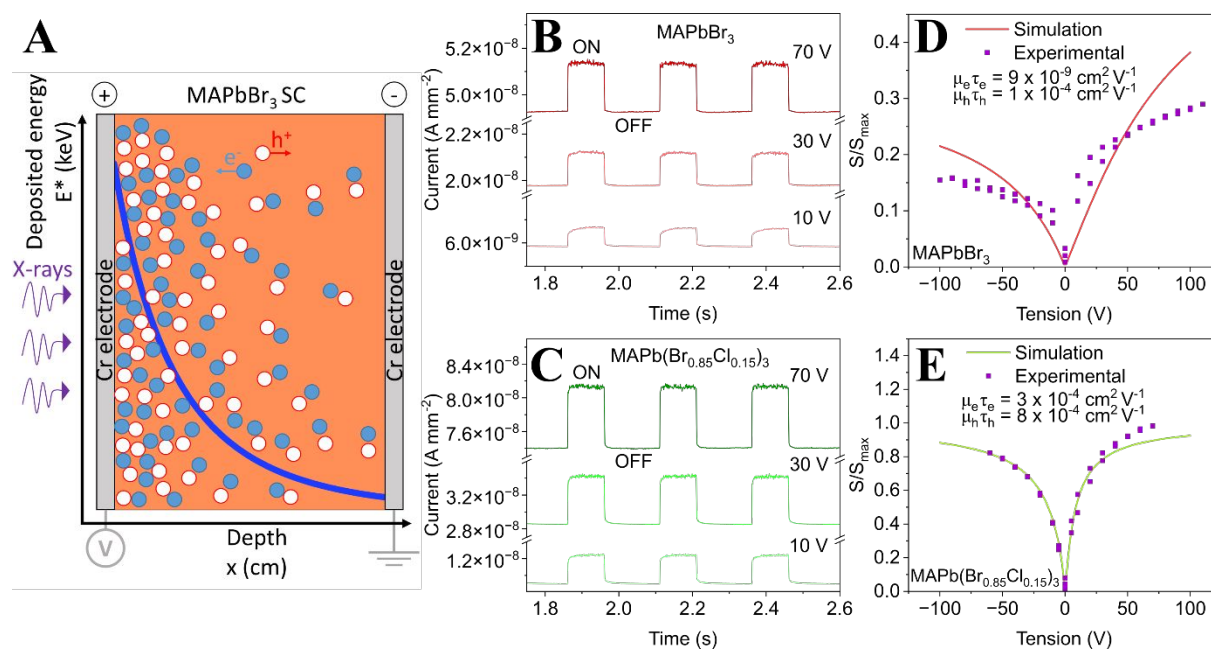 A
MAPbBr₃ SC
+
-
Deposited energy
E* (keV)
X-rays
Cr electrode
Cr electrode
h⁺
e⁻
V
Depth
x (cm)
B
MAPbBr₃
ON
OFF
70 V
30 V
10 V
5.2×10⁻⁸
5.0×10⁻⁸
2.2×10⁻⁸
2.0×10⁻⁸
6.0×10⁻⁹
Current (A mm⁻²)
1.8 2.0 2.2 2.4 2.6
Time (s)
C
MAPb(Br₀.₈₅Cl₀.₁₅)₃
ON
OFF
70 V
30 V
10 V
8.4×10⁻⁸
8.0×10⁻⁸
7.6×10⁻⁸
3.2×10⁻⁸
2.8×10⁻⁸
1.2×10⁻⁸
Current (A mm⁻²)
1.8 2.0 2.2 2.4 2.6
Time (s)
D
Simulation
Experimental
μₑτₑ = 9 x 10⁻⁹ cm² V⁻¹
μₕτₕ = 1 x 10⁻⁴ cm² V⁻¹
0.4
0.3
0.2
0.1
0.0
S/Sₘₐₓ
MAPbBr₃
−100 −50 0 50 100
Tension (V)
E
Simulation
Experimental
μₑτₑ = 3 x 10⁻⁴ cm² V⁻¹
μₕτₕ = 8 x 10⁻⁴ cm² V⁻¹
1.4
1.2
1.0
0.8
0.6
0.4
0.2
0.0
S/Sₘₐₓ
MAPb(Br₀.₈₅Cl₀.₁₅)₃
−100 −50 0 50 100
Tension (V)